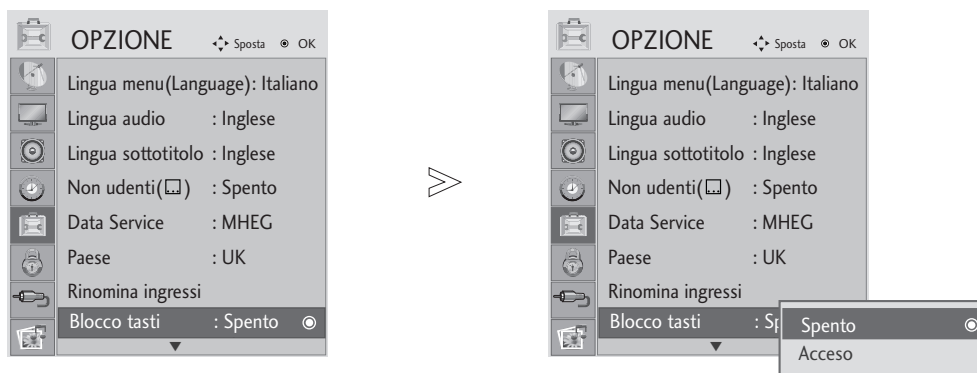 OPZIONE Sposta OK
Lingua menu(Language): Italiano
Lingua audio : Inglese
Lingua sottotitolo : Inglese
Non udenti( ) : Spento
Data Service : MHEG
Paese : UK
Rinomina ingressi
Blocco tasti : Spento
OPZIONE Sposta OK
Lingua menu(Language): Italiano
Lingua audio : Inglese
Lingua sottotitolo : Inglese
Non udenti( ) : Spento
Data Service : MHEG
Paese : UK
Rinomina ingressi
Blocco tasti :
Spento
Acceso